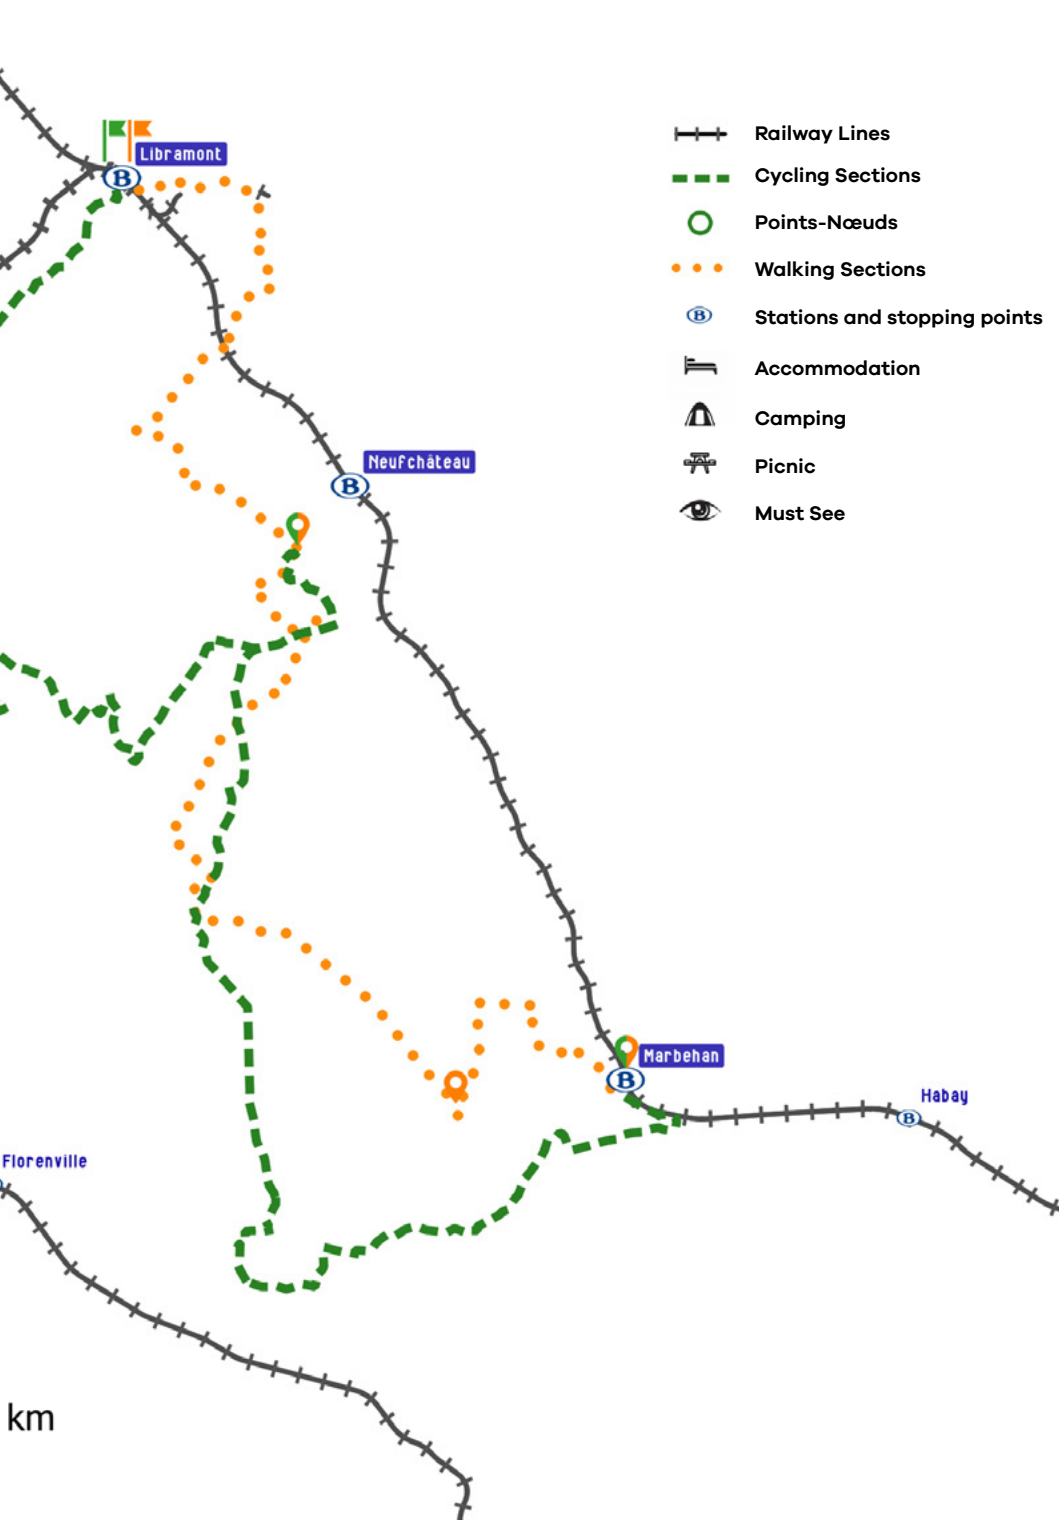 Libramont
Railway Lines
Cycling Sections
Points-Nœuds
Walking Sections
B Stations and stopping points
Accommodation
Camping
Picnic
Must See
B
Neufchâteau
B
Marbehan
B
Habay
B
Florenville
km